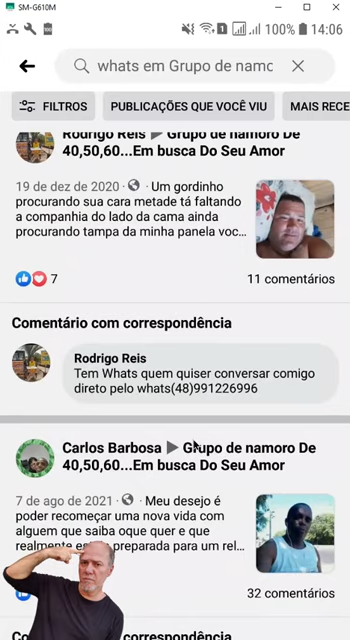 SM-G610M
100% 14:06
whats em Grupo de namo
FILTROS
PUBLICAÇÕES QUE VOCÊ VIU
MAIS RECE
Rodrigo Reis ▶ Grupo de namoro De
40,50,60...Em busca Do Seu Amor
19 de dez de 2020 · Um gordinho
procurando sua cara metade tá faltando
a companhia do lado da cama ainda
procurando tampa da minha panela voc...
7
11 comentários
Comentário com correspondência
Rodrigo Reis
Tem Whats quem quiser conversar comigo
direto pelo whats(48)991226996
Carlos Barbosa ▶ Grupo de namoro De
40,50,60...Em busca Do Seu Amor
7 de ago de 2021 · Meu desejo é
poder recomeçar uma nova vida com
alguem que saiba oque quer e que
realmente preparada para um rel...
32 comentários
Comentário com correspondência